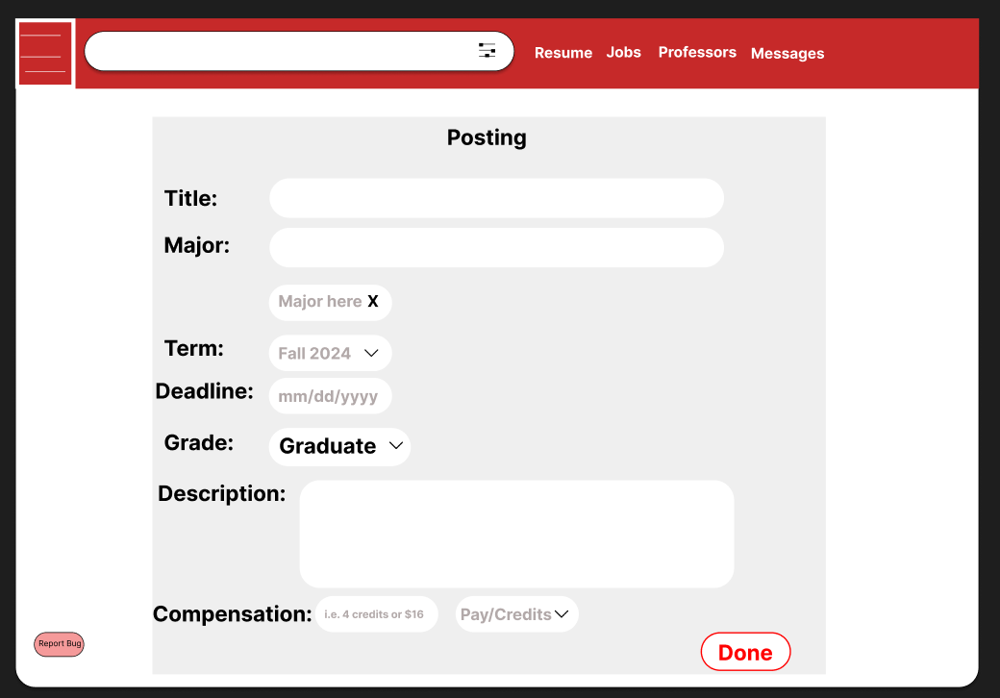 Resume Jobs Professors Messages
Posting
Title:
Major:
Major here X
Term: Fall 2024
Deadline: mm/dd/yyyy
Grade: Graduate
Description:
Compensation: i.e. 4 credits or $16 Pay/Credits
Report Bug
Done